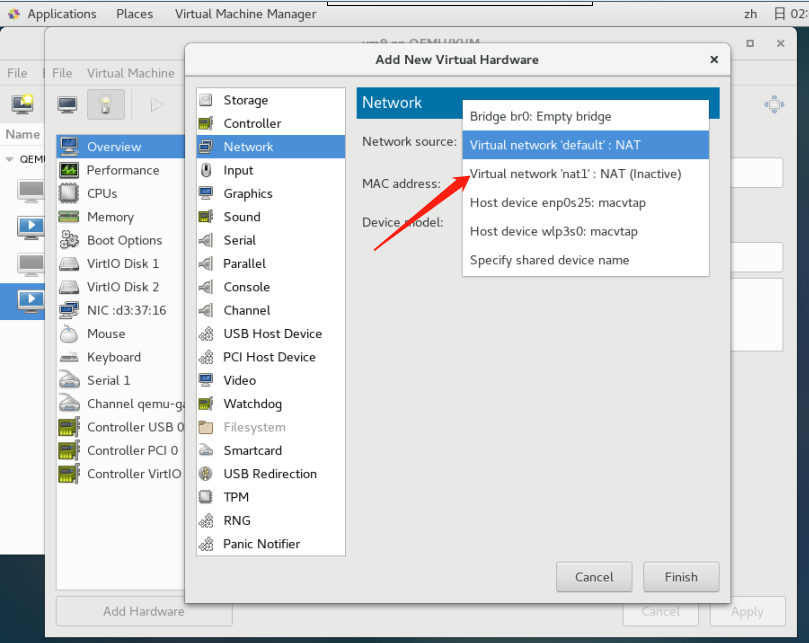 Applications Places Virtual Machine Manager zh 日 02:
File File Virtual Machine
Name
QEMU
Overview
Performance
CPUs
Memory
Boot Options
VirtIO Disk 1
VirtIO Disk 2
NIC :d3:37:16
Mouse
Keyboard
Serial 1
Channel qemu-ga
Controller USB 0
Controller PCI 0
Controller VirtIO
Add Hardware
Add New Virtual Hardware
Storage
Controller
Network
Input
Graphics
Sound
Serial
Parallel
Console
Channel
USB Host Device
PCI Host Device
Video
Watchdog
Filesystem
Smartcard
USB Redirection
TPM
RNG
Panic Notifier
Network
Network source:
MAC address:
Device model:
Bridge br0: Empty bridge
Virtual network 'default' : NAT
Virtual network 'nat1' : NAT (Inactive)
Host device enp0s25: macvtap
Host device wlp3s0: macvtap
Specify shared device name
Cancel Finish
Cancel Apply